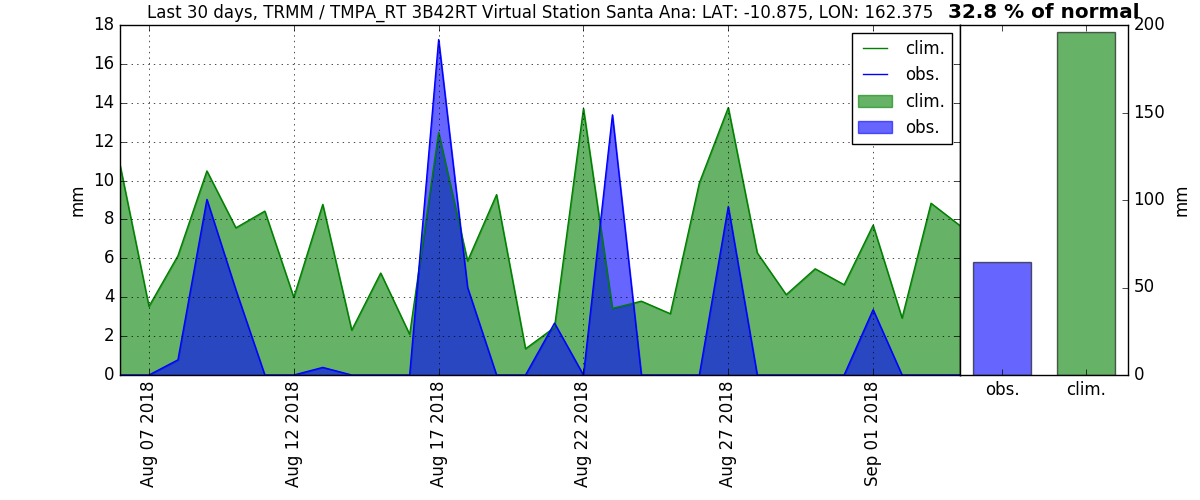 Last 30 days, TRMM / TMPA_RT 3B42RT Virtual Station Santa Ana: LAT: -10.875, LON: 162.375
32.8 % of normal
18
16
14
12
10
8
6
4
2
0
mm
clim.
obs.
clim.
obs.
Aug 07 2018
Aug 12 2018
Aug 17 2018
Aug 22 2018
Aug 27 2018
Sep 01 2018
200
150
100
50
0
mm
obs.
clim.